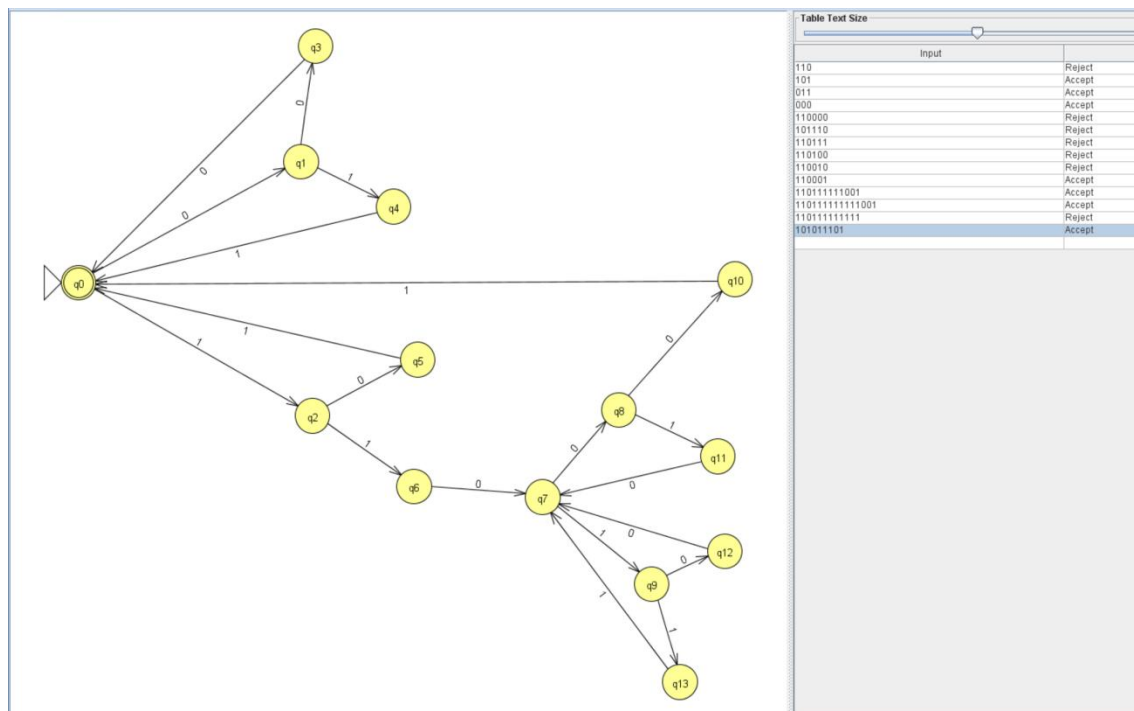 Table Text Size
Input
110 Reject
101 Accept
011 Accept
000 Accept
110000 Reject
101110 Reject
110111 Reject
110100 Reject
110010 Reject
110001 Accept
110111111001 Accept
110111111111001 Accept
110111111111 Reject
101011101 Accept
q3
0
q1
0
1
0
q4
1
q0
q10
1
1
1
q5
0
0
q2
q8
1
1
q11
q6
0
0
q7
0
1
0
q12
0
q9
1
1
q13